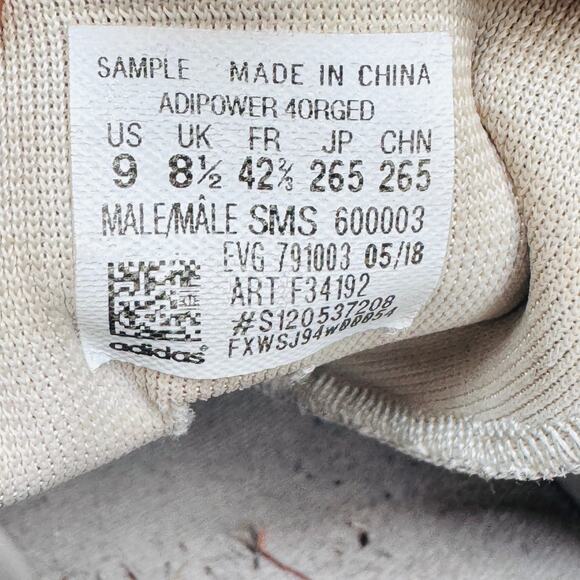 SAMPLE MADE IN CHINA
ADIPOWER 4ORGED
US UK FR JP CHN
9 8½ 42⅔ 265 265
MALE/MÂLE SMS 600003
EVG 791003 05/18
ART F34192
#S120537208
FXWSJ94W00054
adidas®